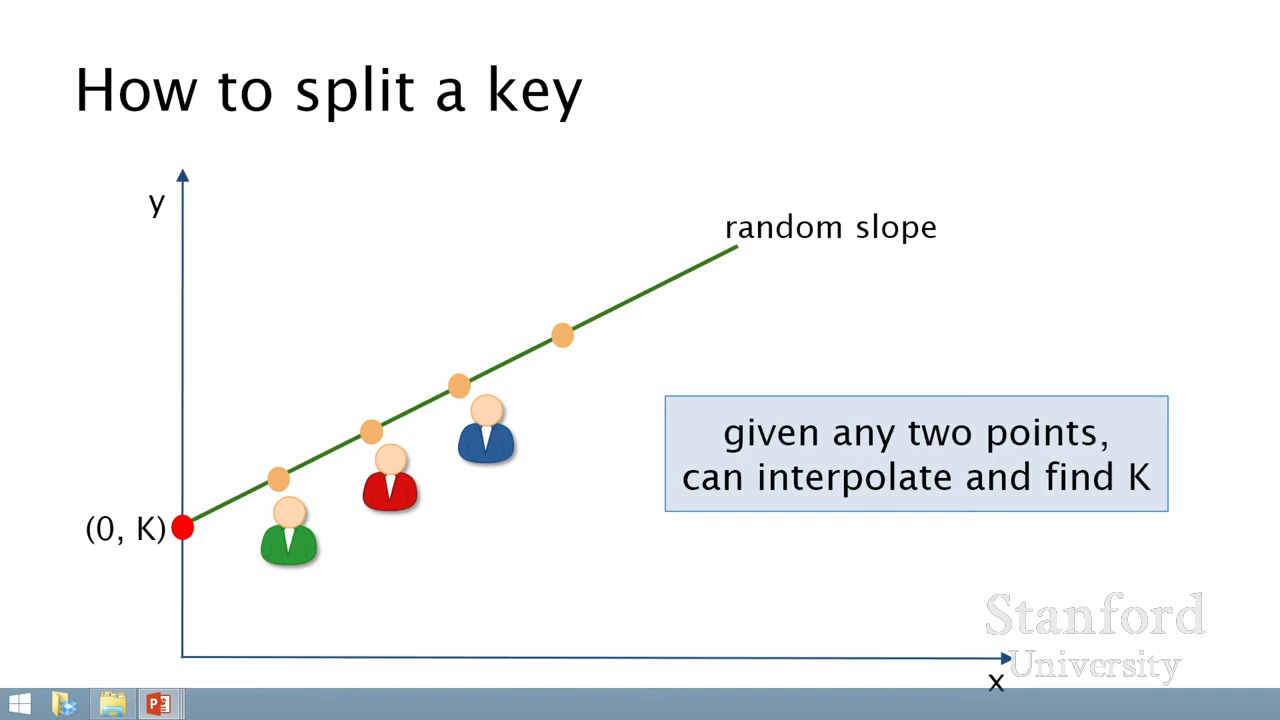 How to split a key
y
random slope
given any two points,
can interpolate and find K
(0, K)
Stanford
University
x